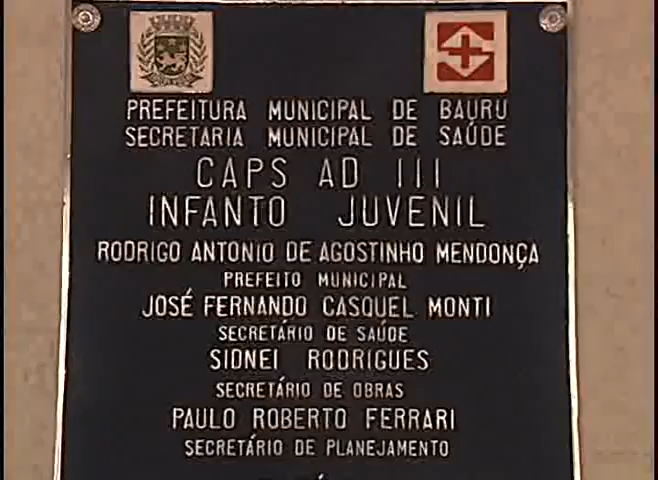 PREFEITURA MUNICIPAL DE BAURU
SECRETARIA MUNICIPAL DE SAÚDE
CAPS AD III
INFANTO JUVENIL
RODRIGO ANTONIO DE AGOSTINHO MENDONÇA
PREFEITO MUNICIPAL
JOSÉ FERNANDO CASQUEL MONTI
SECRETÁRIO DE SAÚDE
SIDNEI RODRIGUES
SECRETÁRIO DE OBRAS
PAULO ROBERTO FERRARI
SECRETÁRIO DE PLANEJAMENTO